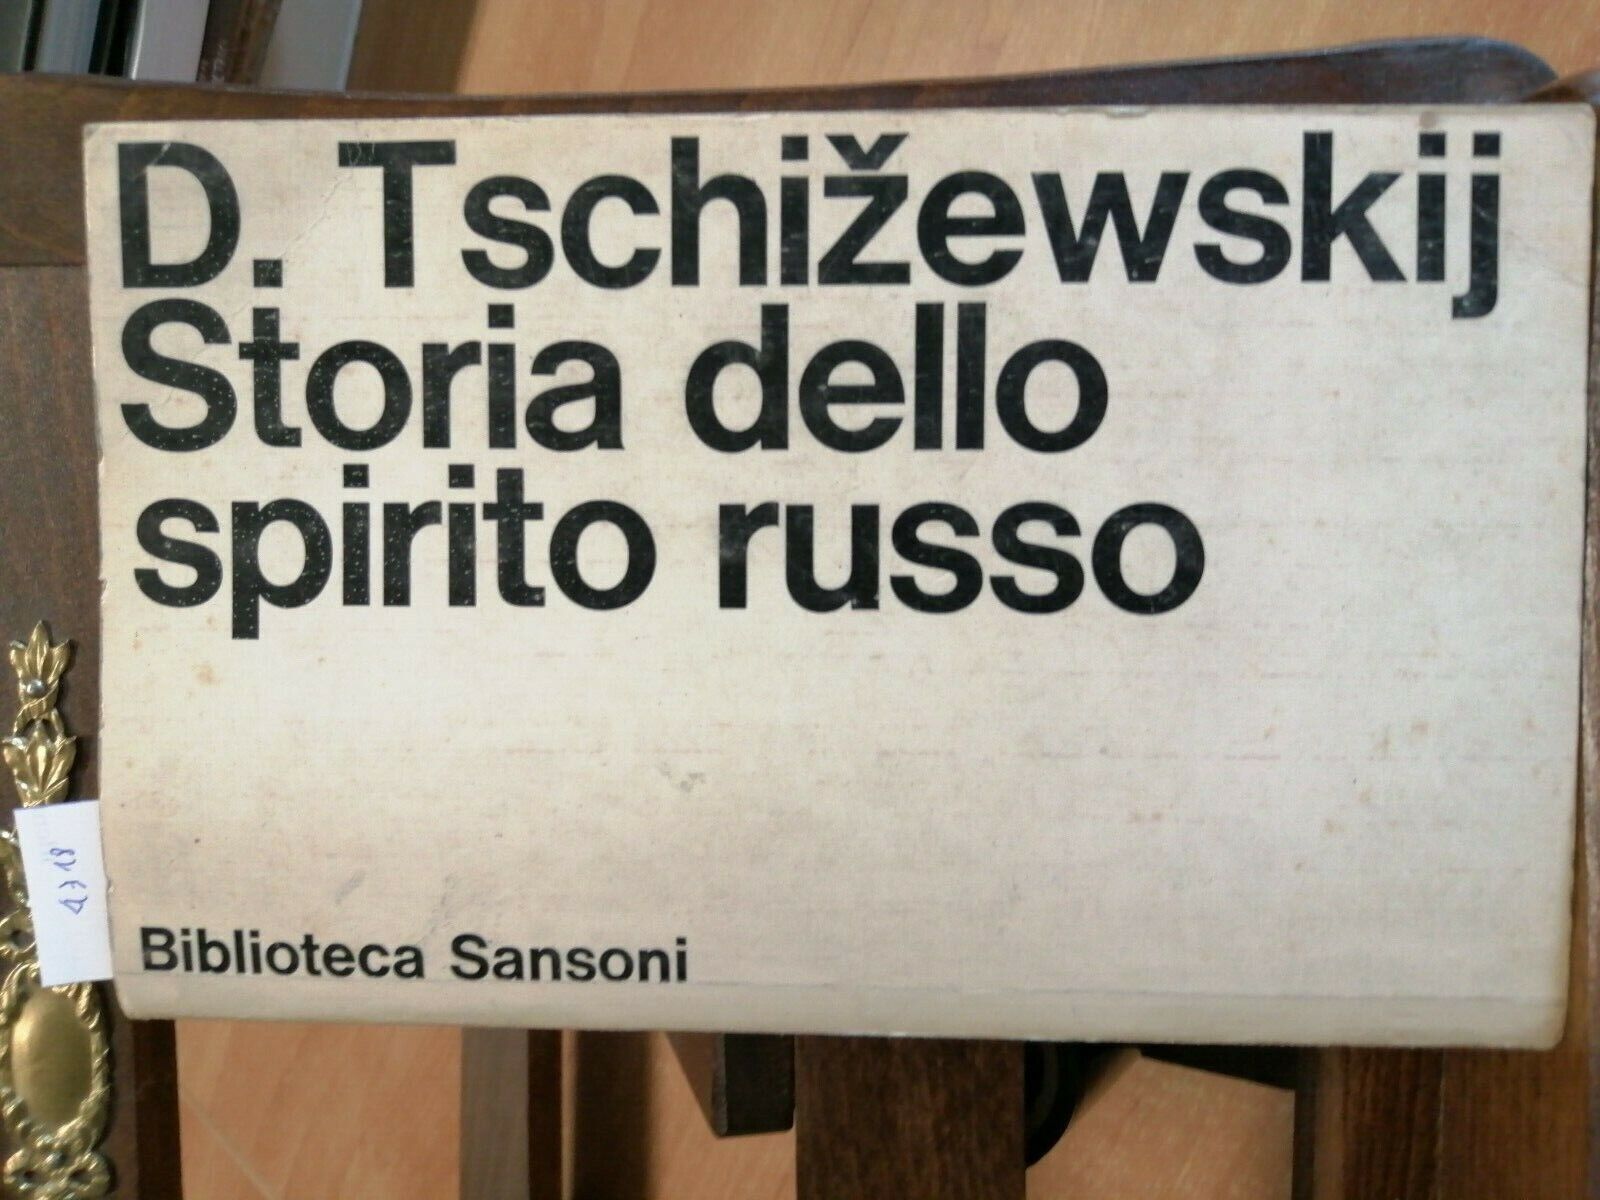 D. Tschižewskij
Storia dello
spirito russo
Biblioteca Sansoni